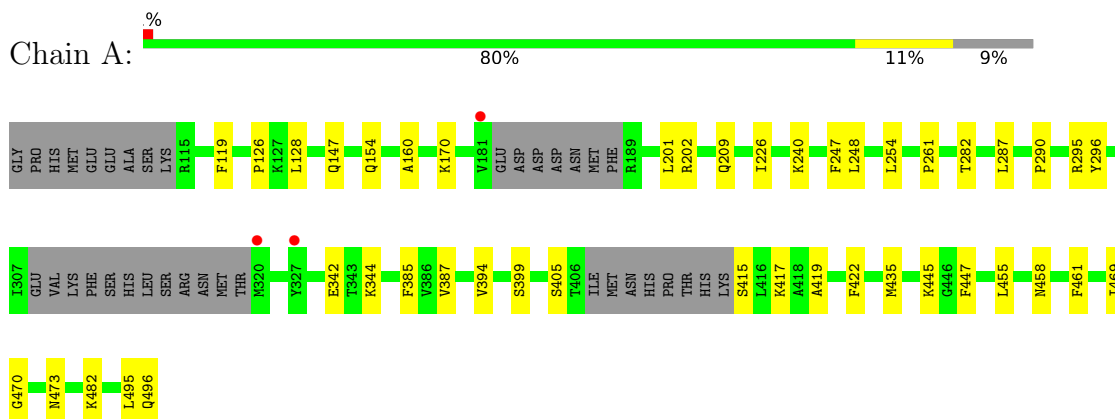 1%
Chain A:
80% 11% 9%
GLY PRO HIS MET GLU GLU ALA SER LYS R115 F119 P126 K127 L128 Q147 Q154 A160 K170 V181 GLU ASP ASP ASP ASN MET PHE R189 L201 R202 Q209 I226 K240 F247 L248 L254 P261 T282 L287 P290 R295 Y296
I307 GLU VAL LYS PHE SER HIS LEU SER ARG ASN MET THR M320 Y327 E342 T343 K344 F385 V386 V387 V394 S399 S405 T406 ILE MET ASN HIS PRO THR HIS LYS S415 L416 K417 A418 A419 F422 M435 K445 G446 F447 L455 N458 F461 I469
G470 N473 K482 L495 Q496